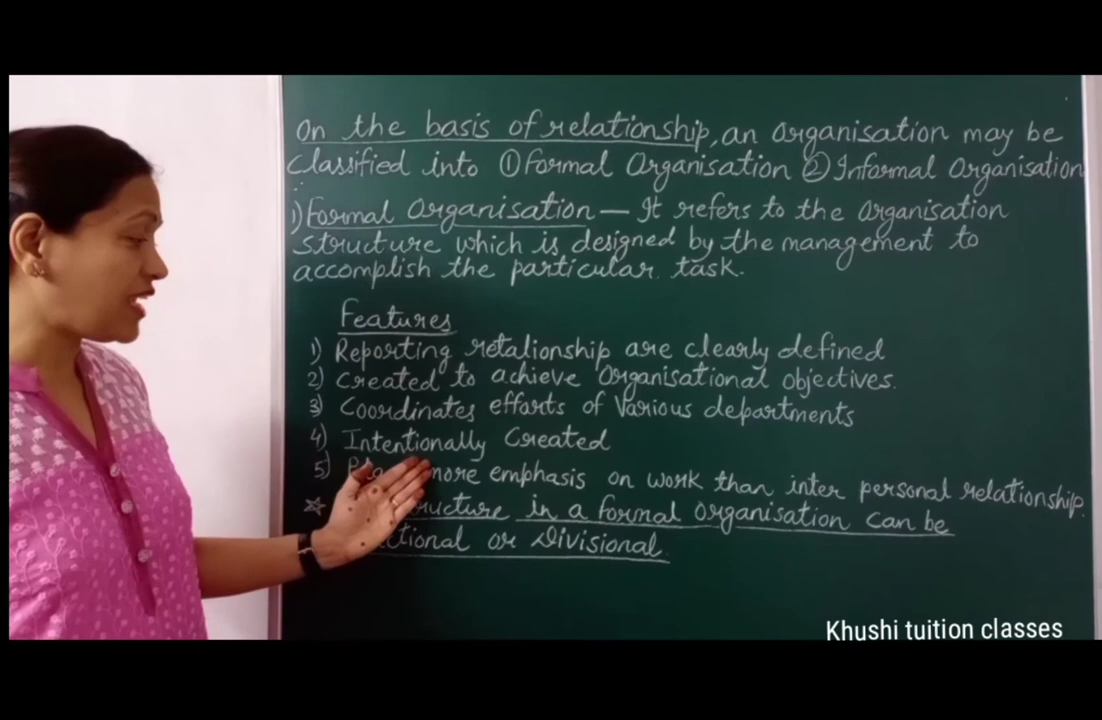 On the basis of relationship, an Organisation may be
Classified into ① Formal Organisation ② Informal Organisation
1) Formal Organisation — It refers to the Organisation
structure which is designed by the management to
accomplish the particular task.
Features
1) Reporting relationship are clearly defined
2) Created to achieve Organisational objectives.
3) Coordinates efforts of Various departments
4) Intentionally Created
5) more emphasis on work than inter personal relationship.
☆ in a formal organisation can be
or Divisional.
Khushi tuition classes